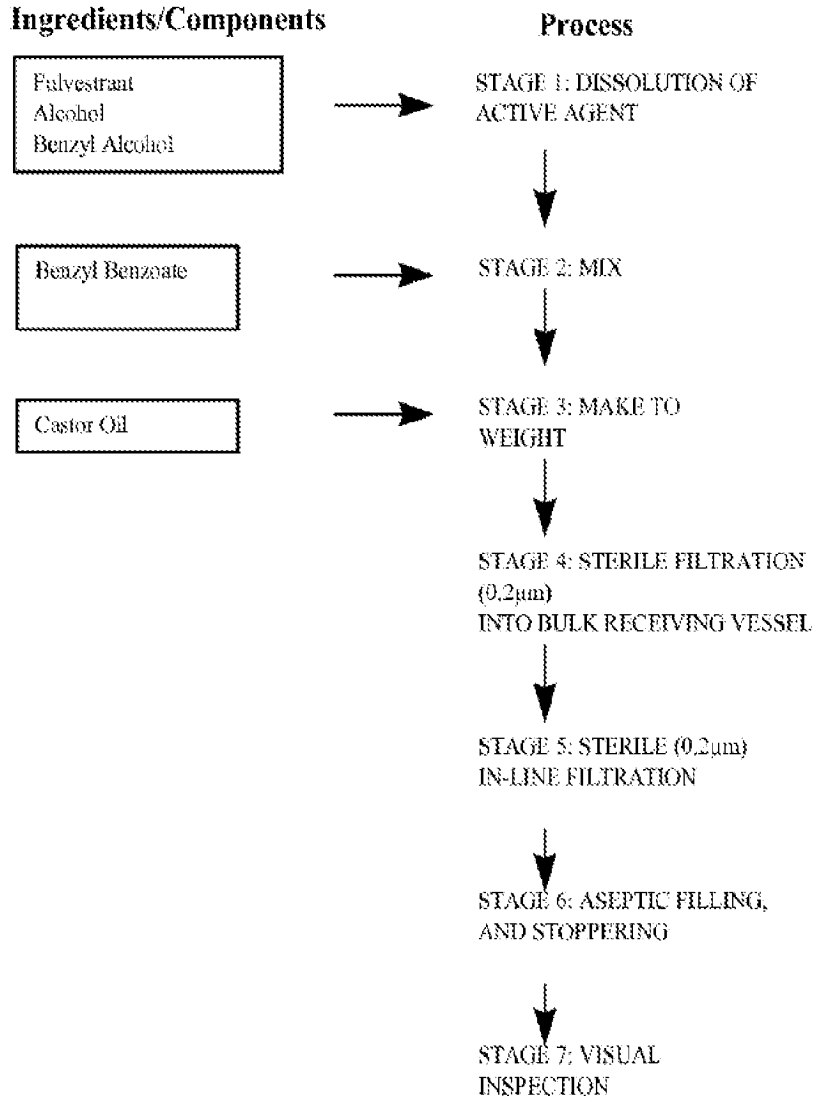 Ingredients/Components
Process
Fulvestrant
Alcohol
Benzyl Alcohol
STAGE 1: DISSOLUTION OF
ACTIVE AGENT
Benzyl Benzoate
STAGE 2: MIX
Castor Oil
STAGE 3: MAKE TO
WEIGHT
STAGE 4: STERILE FILTRATION
(0.2μm)
INTO BULK RECEIVING VESSEL
STAGE 5: STERILE (0.2μm)
IN-LINE FILTRATION
STAGE 6: ASEPTIC FILLING,
AND STOPPERING
STAGE 7: VISUAL
INSPECTION